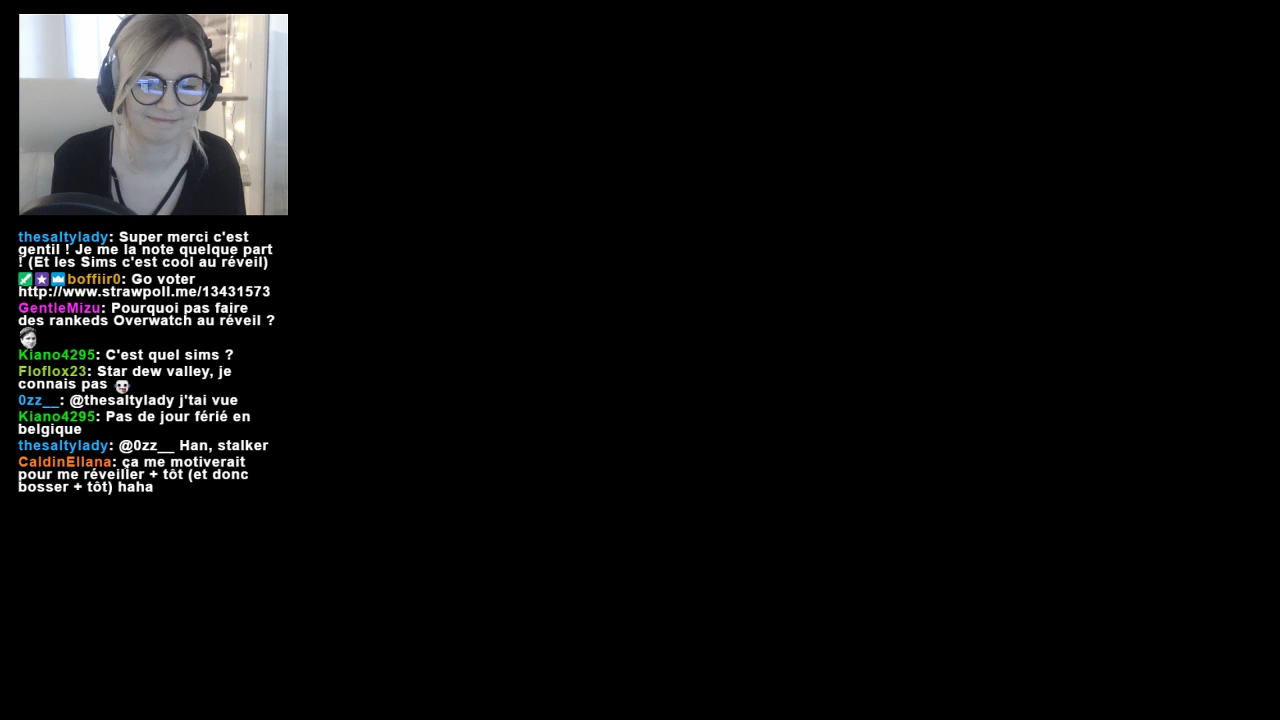 thesaltylady: Super merci c'est
gentil ! Je me la note quelque part
! (Et les Sims c'est cool au réveil)
boffiir0: Go voter
http://www.strawpoll.me/13431573
GentleMizu: Pourquoi pas faire
des rankeds Overwatch au réveil ?
Kiano4295: C'est quel sims ?
Floflox23: Star dew valley, je
connais pas
0zz__: @thesaltylady j'tai vue
Kiano4295: Pas de jour férié en
belgique
thesaltylady: @0zz__ Han, stalker
CaldinEllana: ça me motiverait
pour me réveiller + tôt (et donc
bosser + tôt) haha